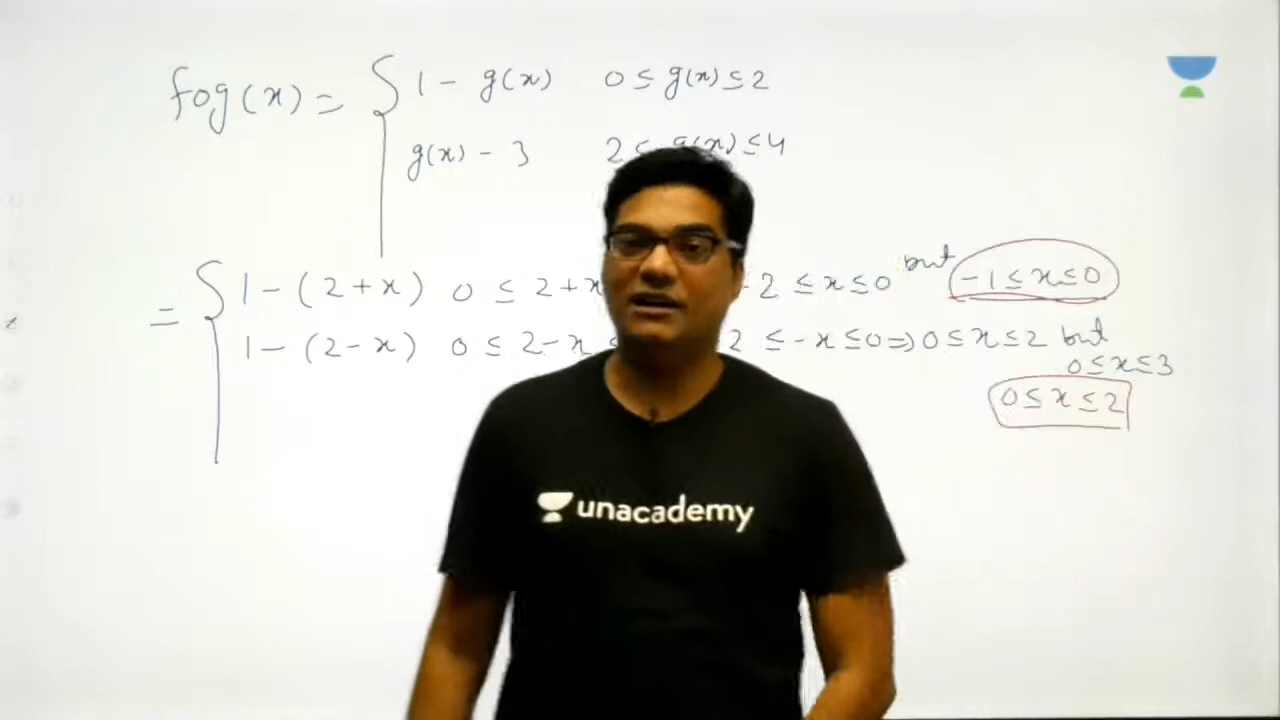 fog(x) = { 1 - g(x)   0 ≤ g(x) ≤ 2
g(x) - 3   2 ≤ g(x) ≤ 4
= { 1 - (2+x)   0 ≤ 2+x   -2 ≤ x ≤ 0 but -1 ≤ x ≤ 0
1 - (2-x)   0 ≤ 2-x ≤   2 ≤ -x ≤ 0 => 0 ≤ x ≤ 2 but
0 ≤ x ≤ 3
0 ≤ x ≤ 2
unacademy